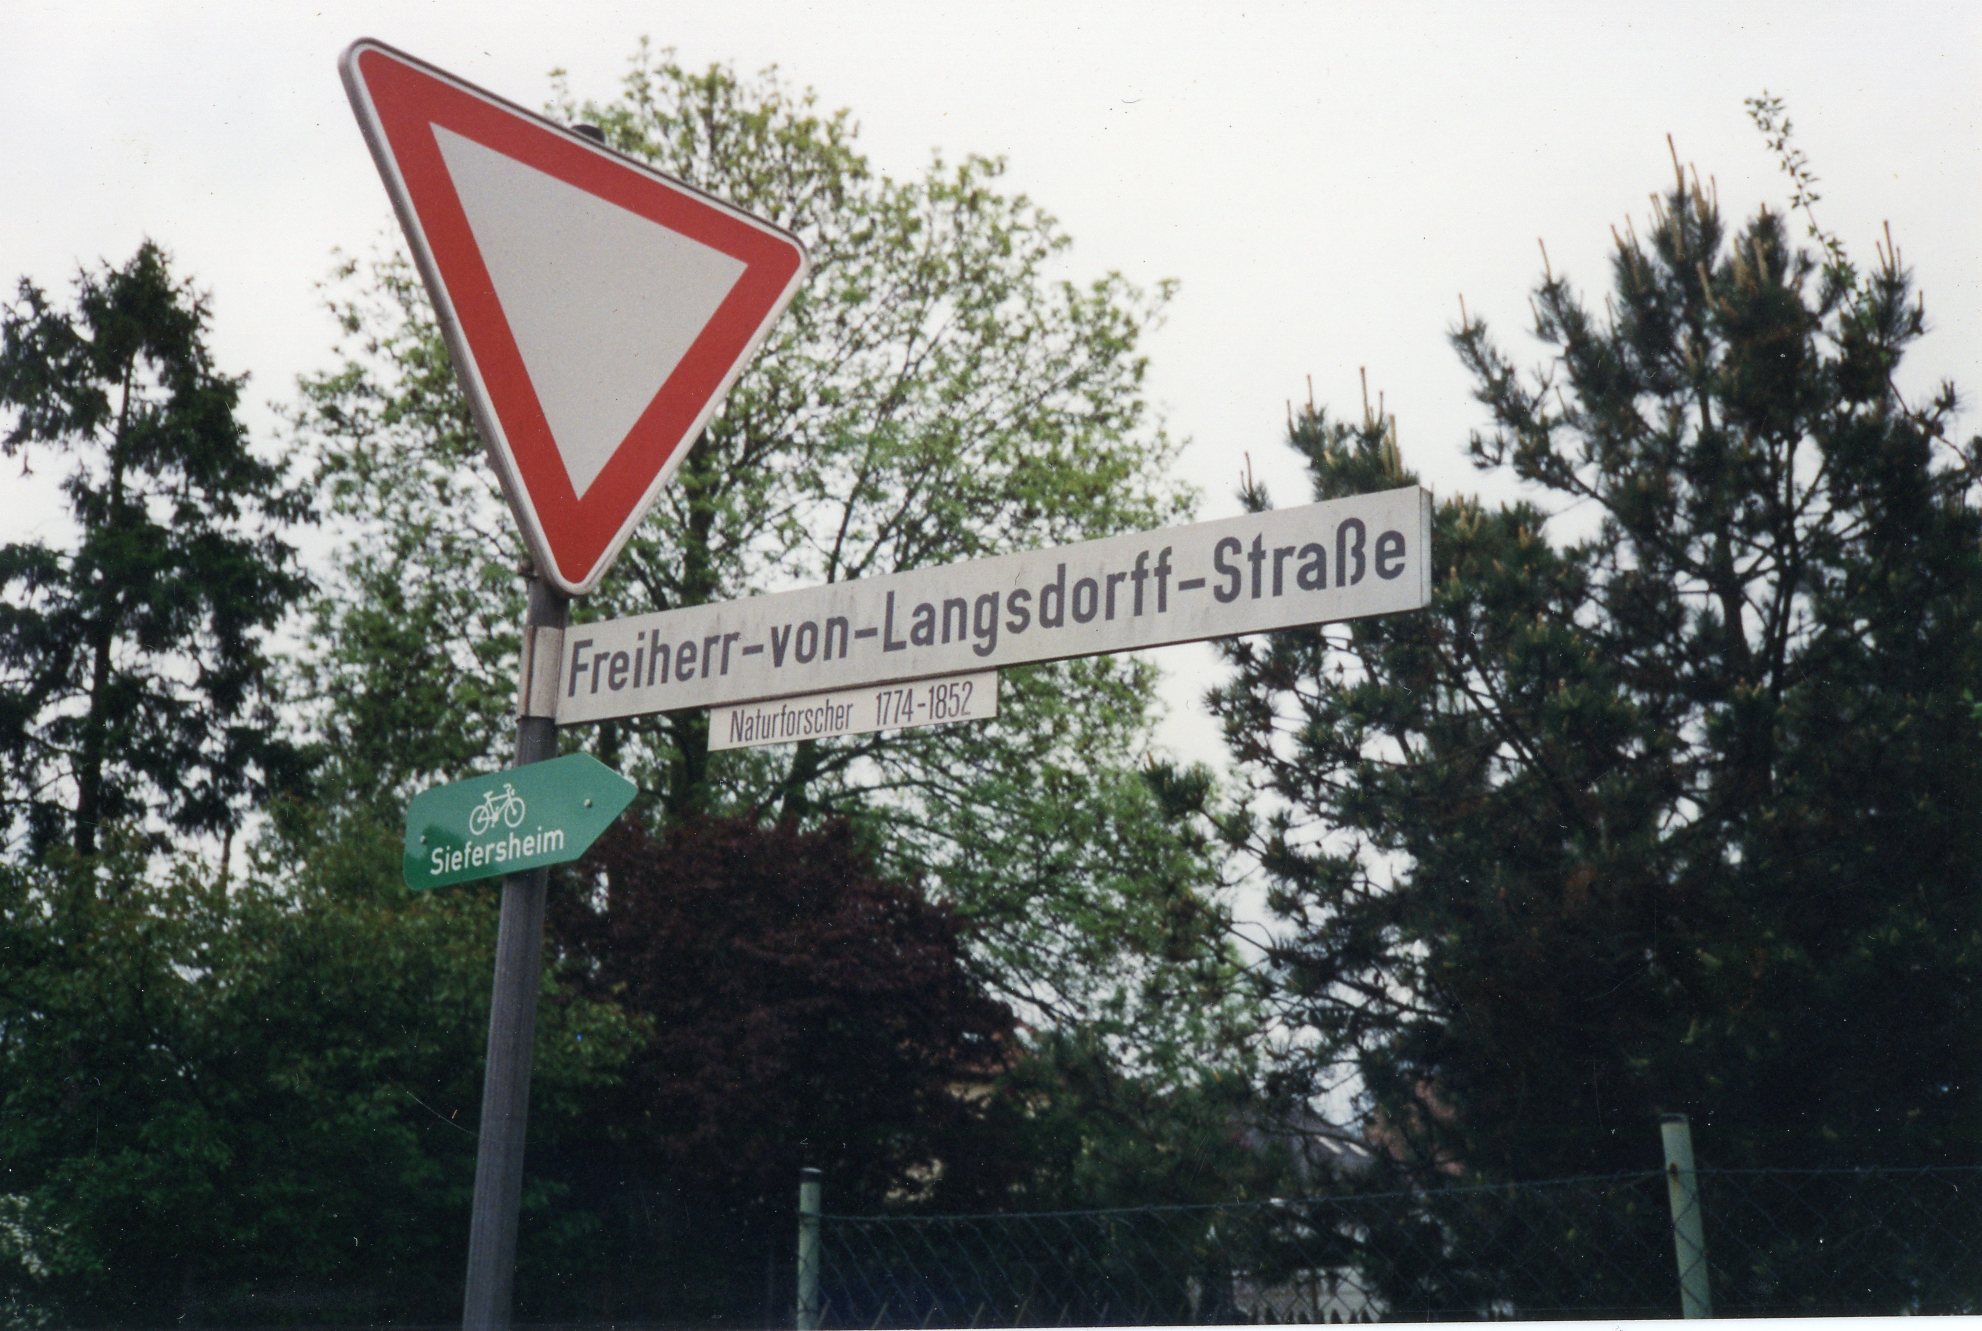 Freiherr-von-Langsdorff-Straße
Naturforscher 1774-1852
Siefersheim